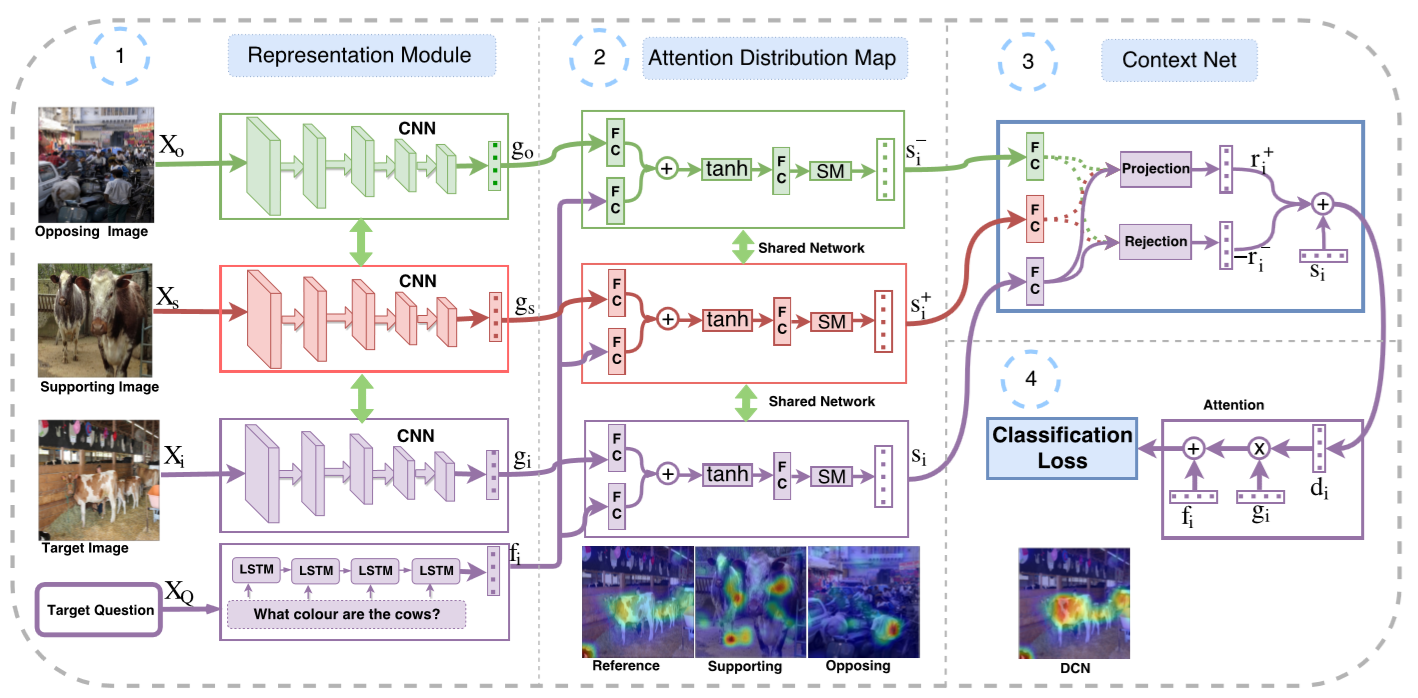 1
Representation Module
2
Attention Distribution Map
3
Context Net
Opposing Image
X_o
CNN
g_o
F C
F C
+
tanh
F C
SM
s_i^-
Shared Network
Supporting Image
X_s
CNN
g_s
F C
F C
+
tanh
F C
SM
s_i^+
Shared Network
Target Image
X_i
CNN
g_i
F C
F C
+
tanh
F C
SM
s_i
Target Question
X_Q
LSTM LSTM LSTM LSTM
What colour are the cows?
f_i
Reference Supporting Opposing
F C
F C
F C
Projection
r_i^+
Rejection
−r_i^-
+
s_i
4
Attention
Classification
Loss
+
x
f_i
g_i
d_i
DCN